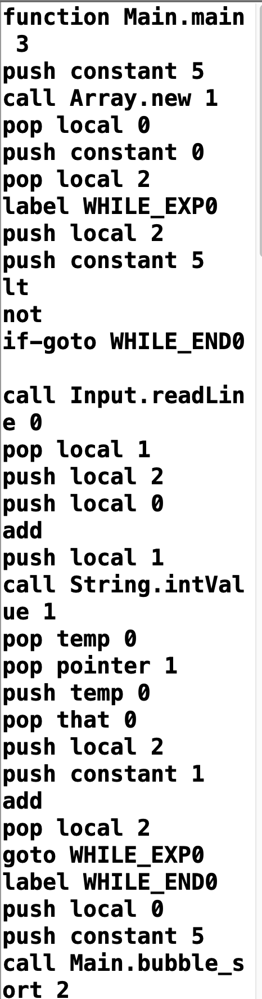 function Main.main
 3
push constant 5
call Array.new 1
pop local 0
push constant 0
pop local 2
label WHILE_EXP0
push local 2
push constant 5
lt
not
if-goto WHILE_END0

call Input.readLin
e 0
pop local 1
push local 2
push local 0
add
push local 1
call String.intVal
ue 1
pop temp 0
pop pointer 1
push temp 0
pop that 0
push local 2
push constant 1
add
pop local 2
goto WHILE_EXP0
label WHILE_END0
push local 0
push constant 5
call Main.bubble_s
ort 2